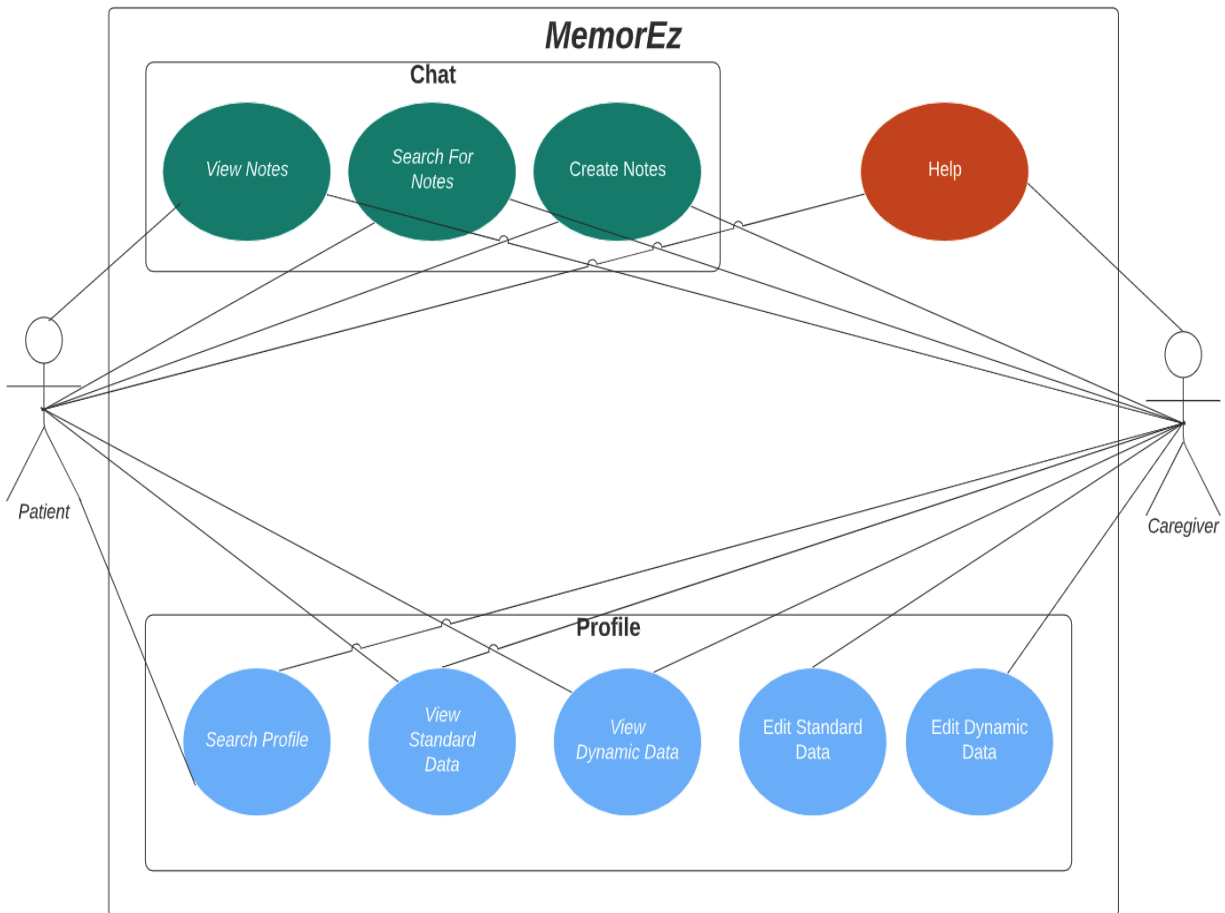 MemorEz
Chat
View Notes
Search For
Notes
Create Notes
Help
Patient
Caregiver
Profile
Search Profile
View
Standard
Data
View
Dynamic Data
Edit Standard
Data
Edit Dynamic
Data